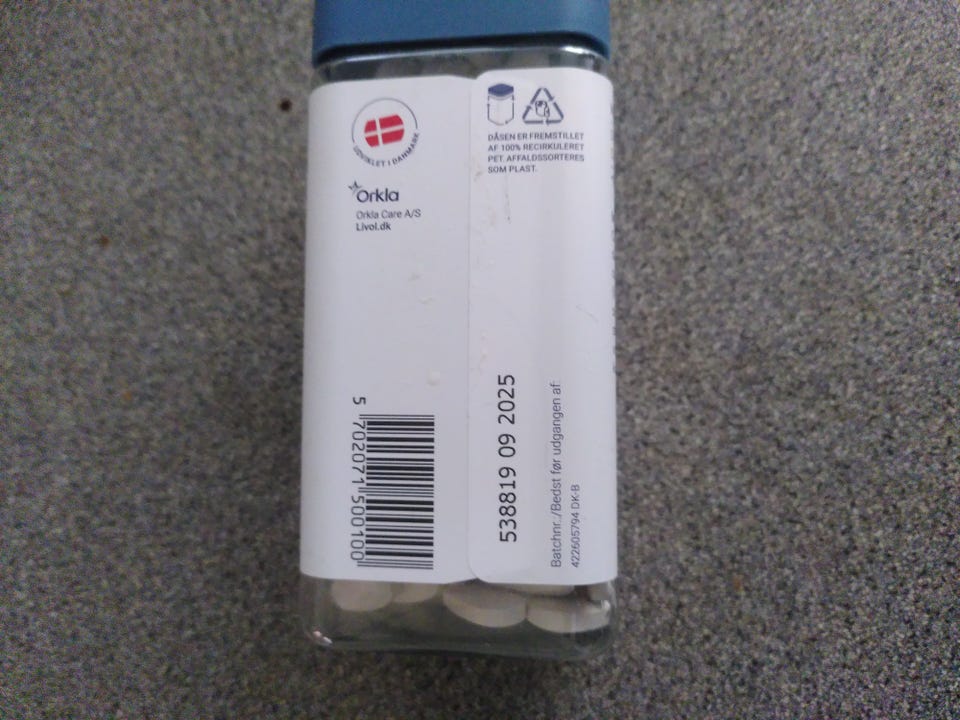 UDVIKLET I DANMARK
Orkla
Orkla Care A/S
Livol.dk
5 702071 500100
DÅSEN ER FREMSTILLET
AF 100% RECIRKULERET
PET. AFFALDSSORTERES
SOM PLAST.
538819 09 2025
Batchnr./Bedst før udgangen af:
422605794 DK-B